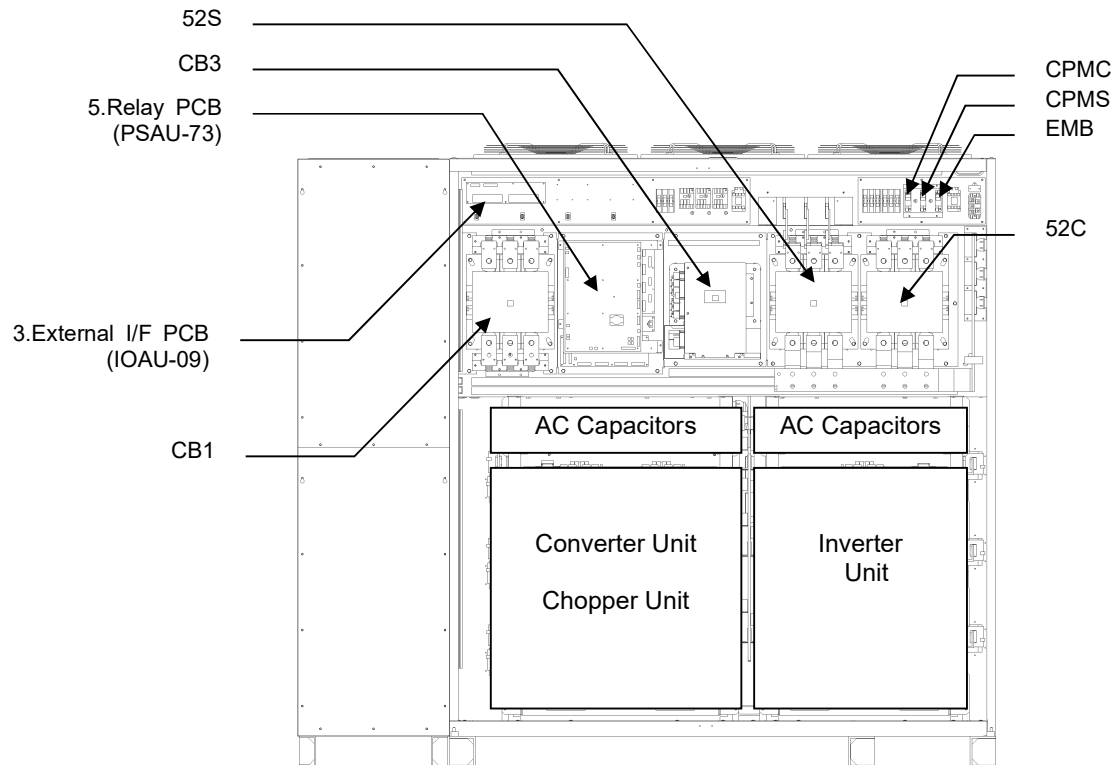 52S
CB3
5.Relay PCB
(PSAU-73)
3.External I/F PCB
(IOAU-09)
CB1
CPMC
CPMS
EMB
52C
AC Capacitors
AC Capacitors
Converter Unit
Chopper Unit
Inverter
Unit